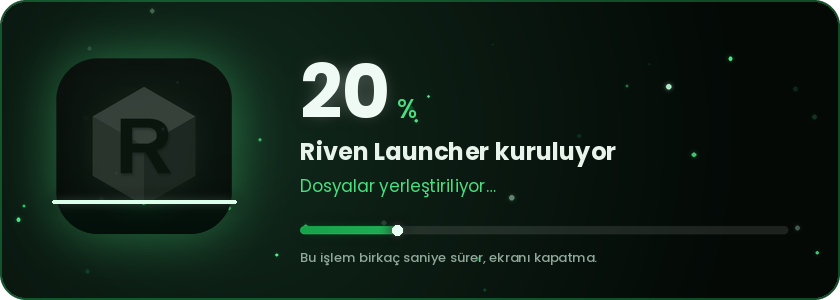 R
20 %
Riven Launcher kuruluyor
Dosyalar yerleştiriliyor...
Bu işlem birkaç saniye sürer, ekranı kapatma.